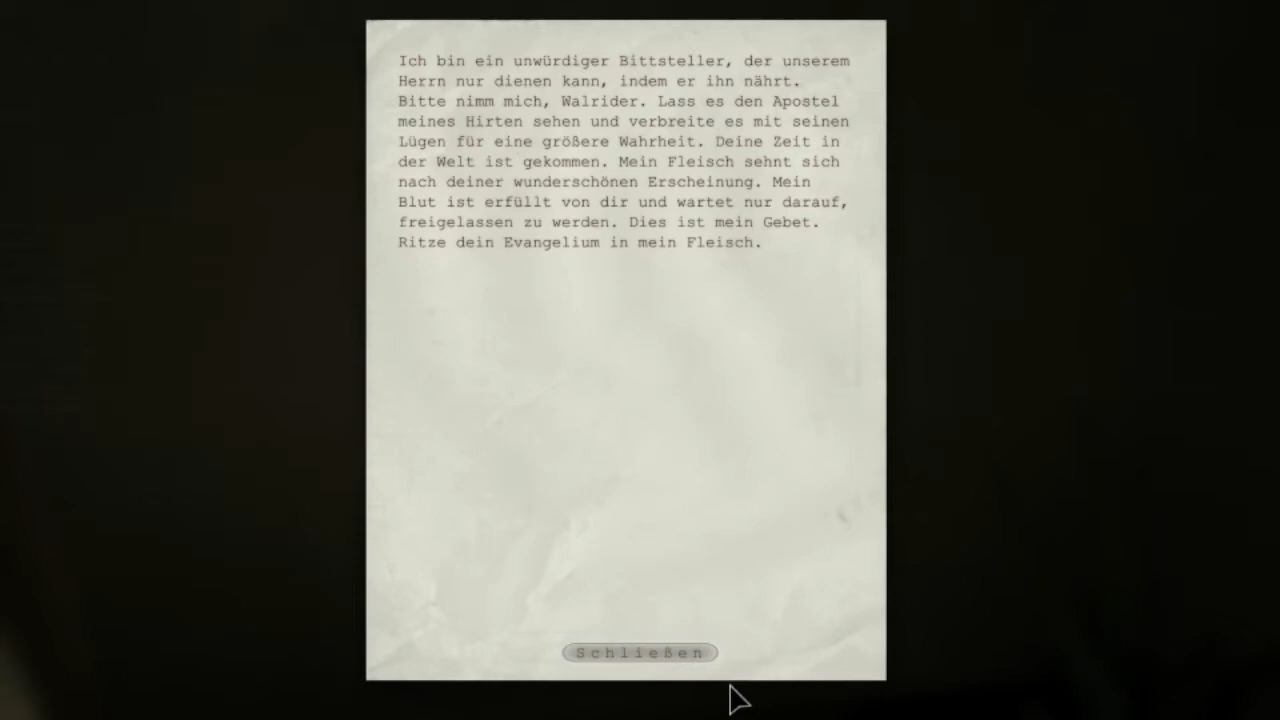 Ich bin ein unwürdiger Bittsteller, der unserem
Herrn nur dienen kann, indem er ihn nährt.
Bitte nimm mich, Walrider. Lass es den Apostel
meines Hirten sehen und verbreite es mit seinen
Lügen für eine größere Wahrheit. Deine Zeit in
der Welt ist gekommen. Mein Fleisch sehnt sich
nach deiner wunderschönen Erscheinung. Mein
Blut ist erfüllt von dir und wartet nur darauf,
freigelassen zu werden. Dies ist mein Gebet.
Ritze dein Evangelium in mein Fleisch.
Schließen